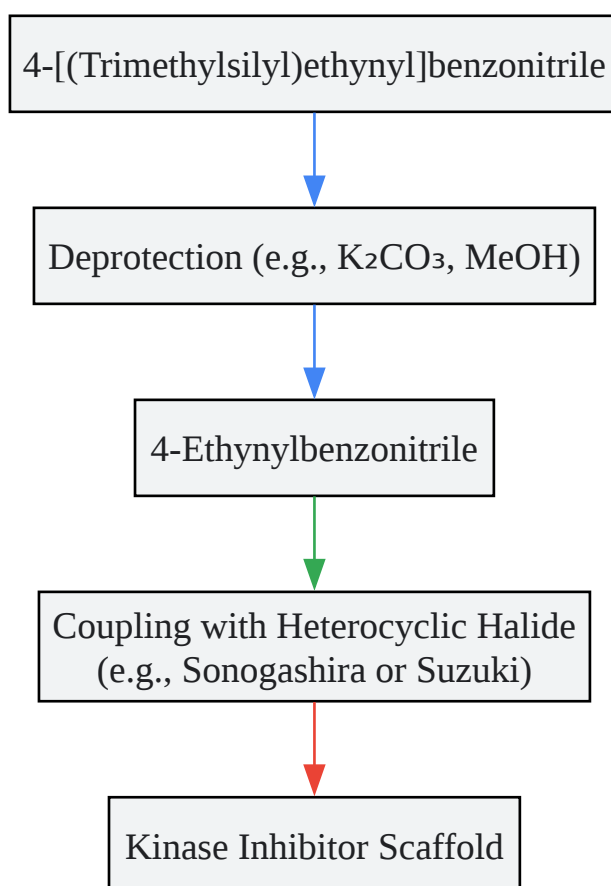 4-[(Trimethylsilyl)ethynyl]benzonitrile
Deprotection (e.g., K₂CO₃, MeOH)
4-Ethynylbenzonitrile
Coupling with Heterocyclic Halide
(e.g., Sonogashira or Suzuki)
Kinase Inhibitor Scaffold